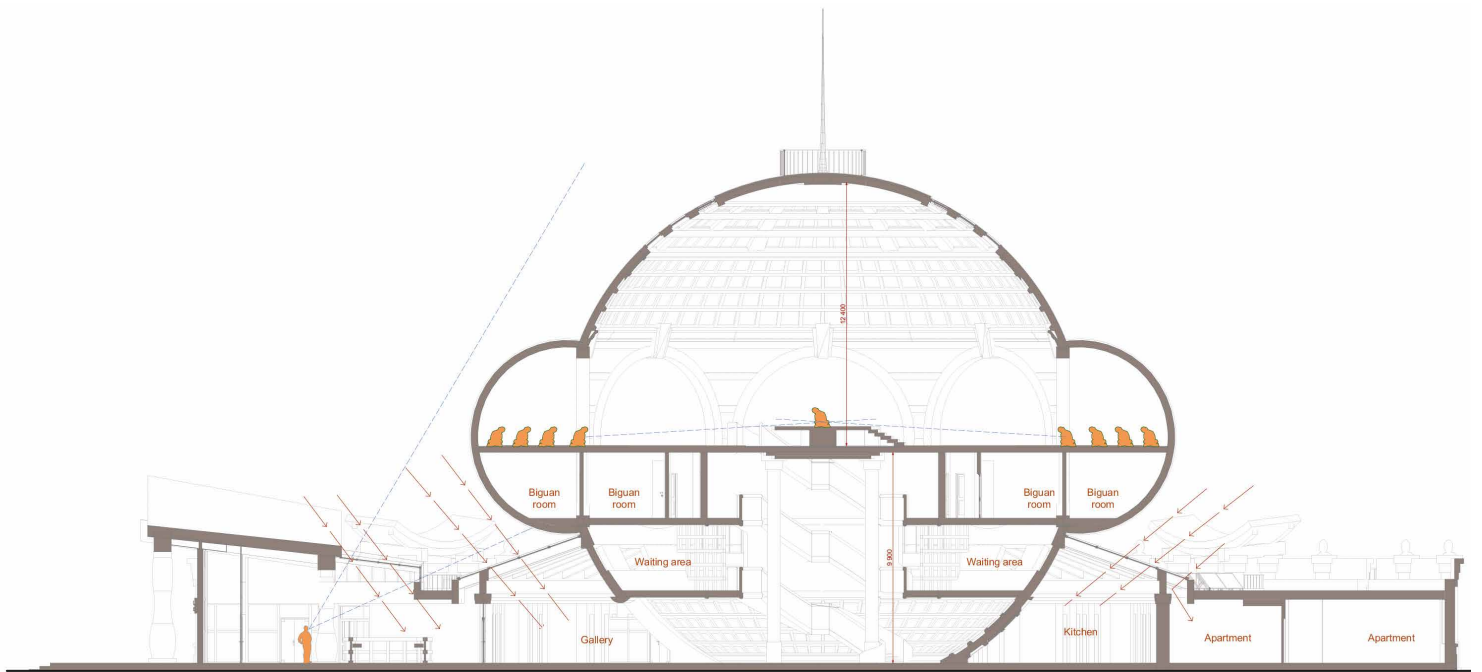 12 400
Biguan
room
Biguan
room
Biguan
room
Biguan
room
Waiting area
Waiting area
9 900
Gallery
Kitchen
Apartment
Apartment